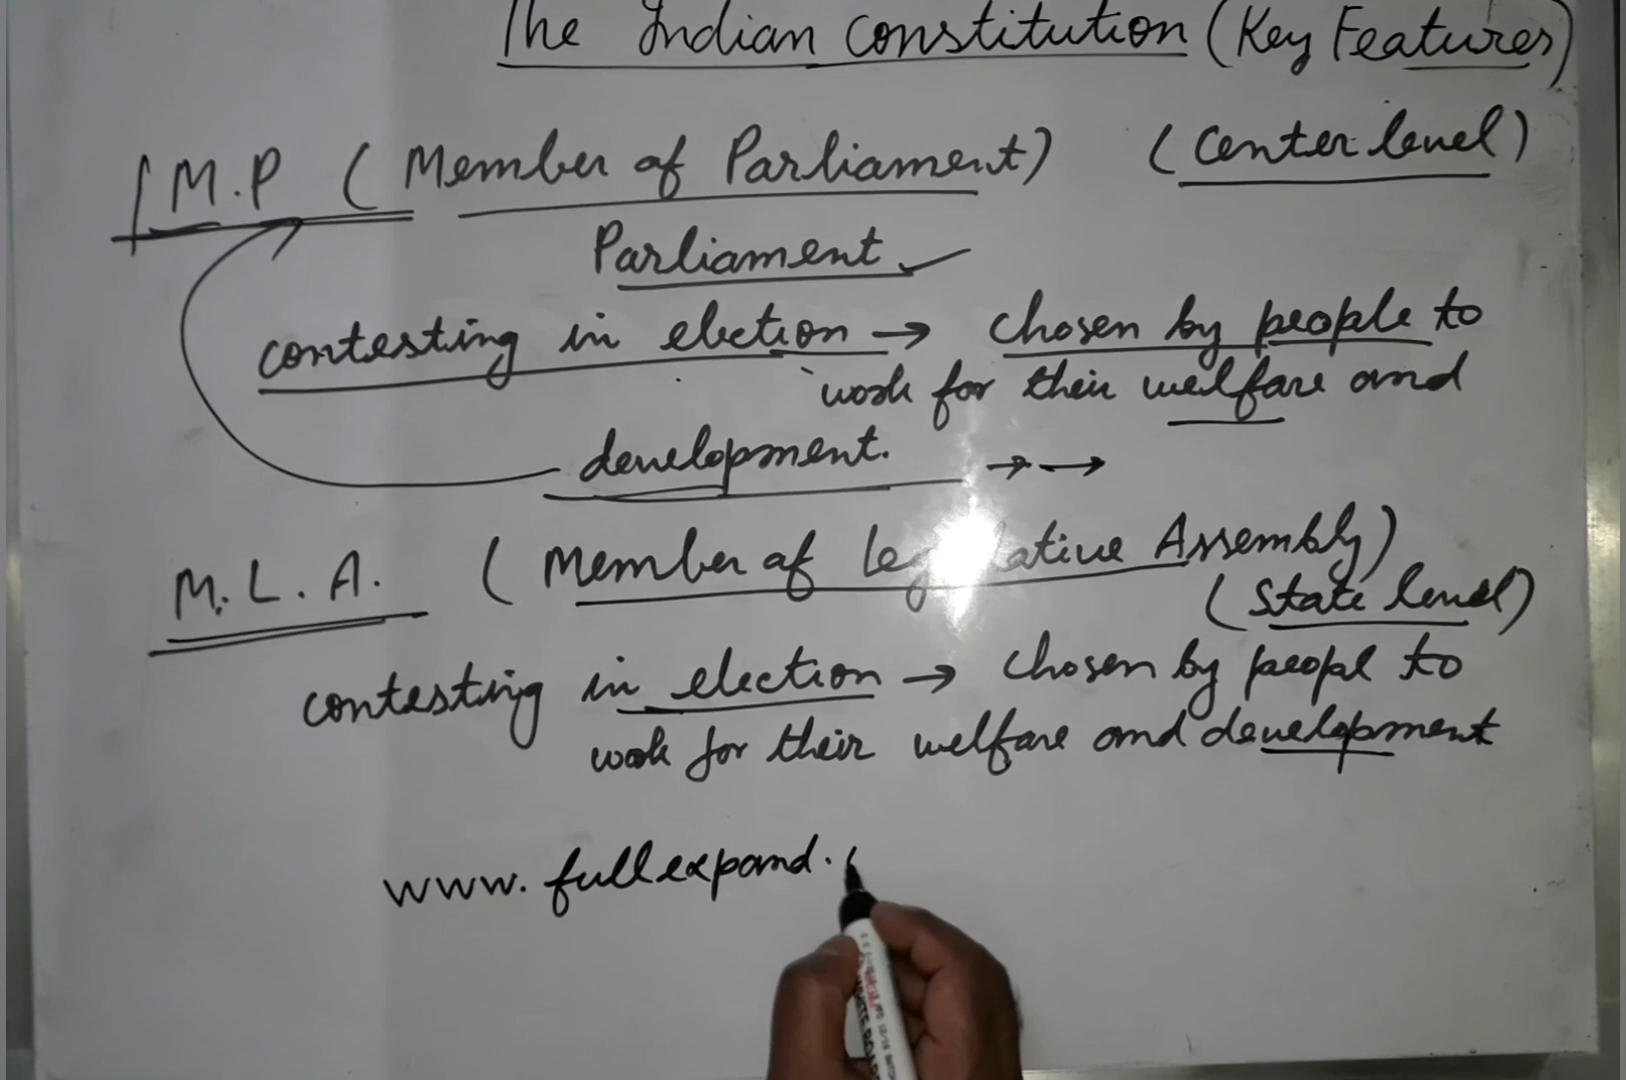 The Indian constitution (Key Features)
M.P (Member of Parliament) (center level)
Parliament
contesting in election → chosen by people to
work for their welfare and
development. → →
M.L.A. (Member of Legislative Assembly)
(State level)
contesting in election → chosen by peopl to
work for their welfare and development
www.fullexpand.